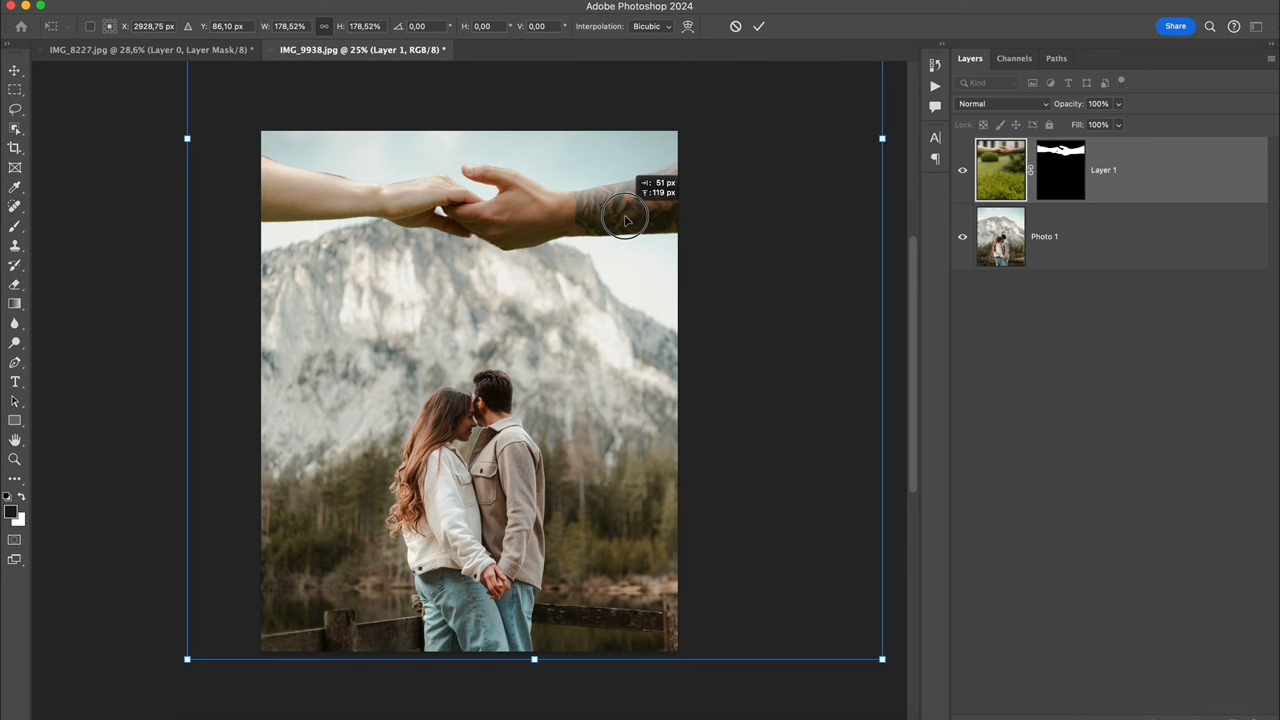 Adobe Photoshop 2024
X: 2928,75 px Y: 86,10 px W: 178,52% H: 178,52% 0,00 ° H: 0,00 ° V: 0,00 ° Interpolation: Bicubic Share
IMG_8227.jpg @ 28,6% (Layer 0, Layer Mask/8) * IMG_9938.jpg @ 25% (Layer 1, RGB/8) *
Layers Channels Paths
Kind
Normal Opacity: 100%
Lock: Fill: 100%
Layer 1
51 px
119 px
Photo 1